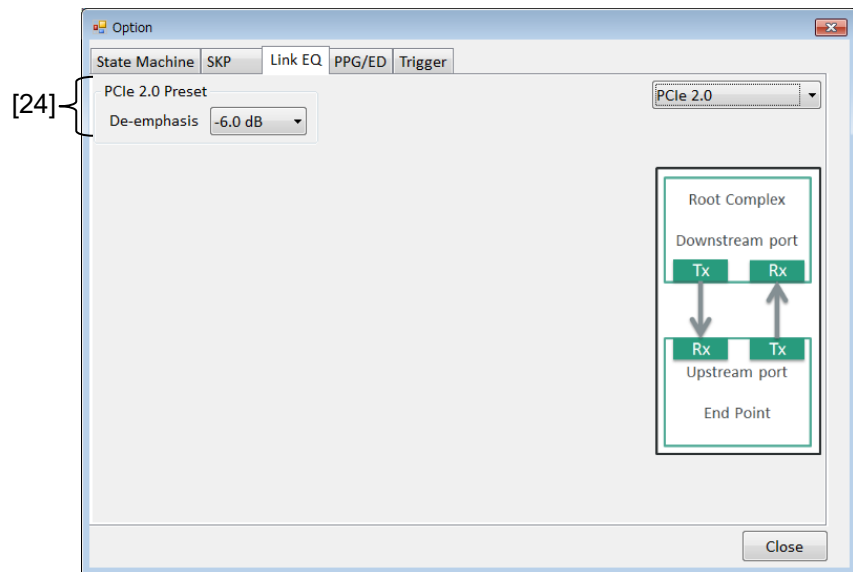 Option
State Machine SKP Link EQ PPG/ED Trigger
[24]
PCIe 2.0 Preset
De-emphasis -6.0 dB
PCIe 2.0
Root Complex
Downstream port
Tx Rx
Rx Tx
Upstream port
End Point
Close